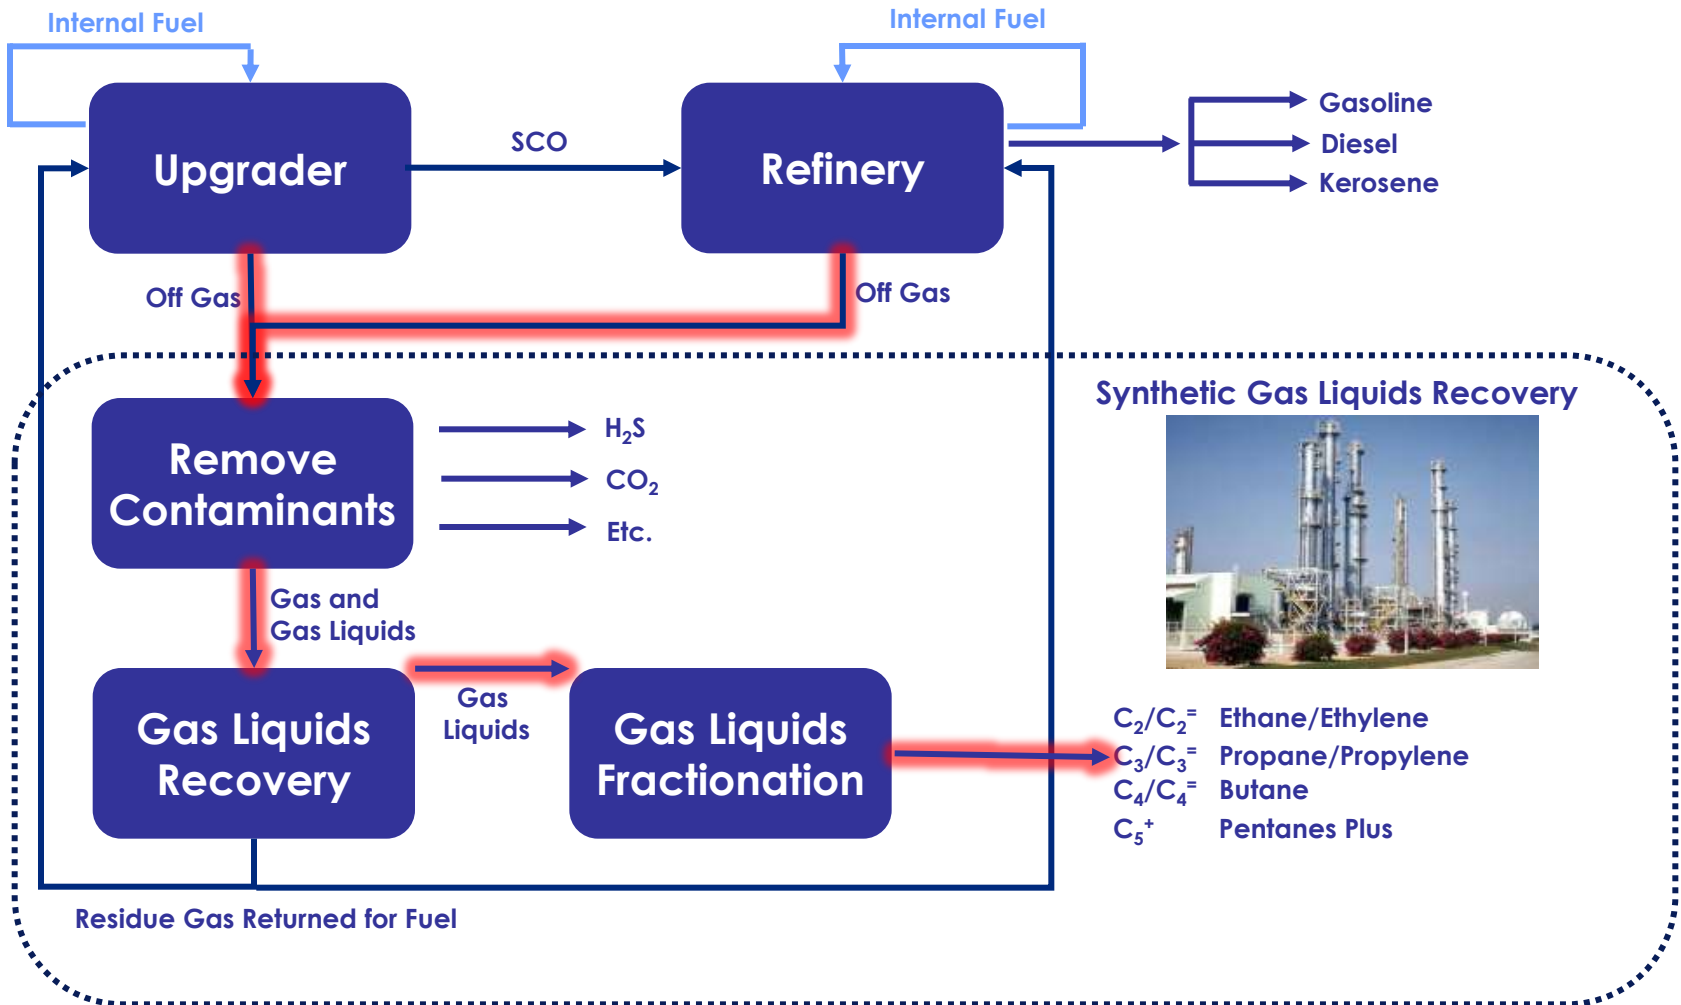 Internal Fuel
Internal Fuel
Upgrader
SCO
Refinery
Gasoline
Diesel
Kerosene
Off Gas
Off Gas
Synthetic Gas Liquids Recovery
Remove
Contaminants
H₂S
CO₂
Etc.
Gas and
Gas Liquids
Gas Liquids
Recovery
Gas
Liquids
Gas Liquids
Fractionation
C₂/C₂⁼ Ethane/Ethylene
C₃/C₃⁼ Propane/Propylene
C₄/C₄⁼ Butane
C₅⁺ Pentanes Plus
Residue Gas Returned for Fuel